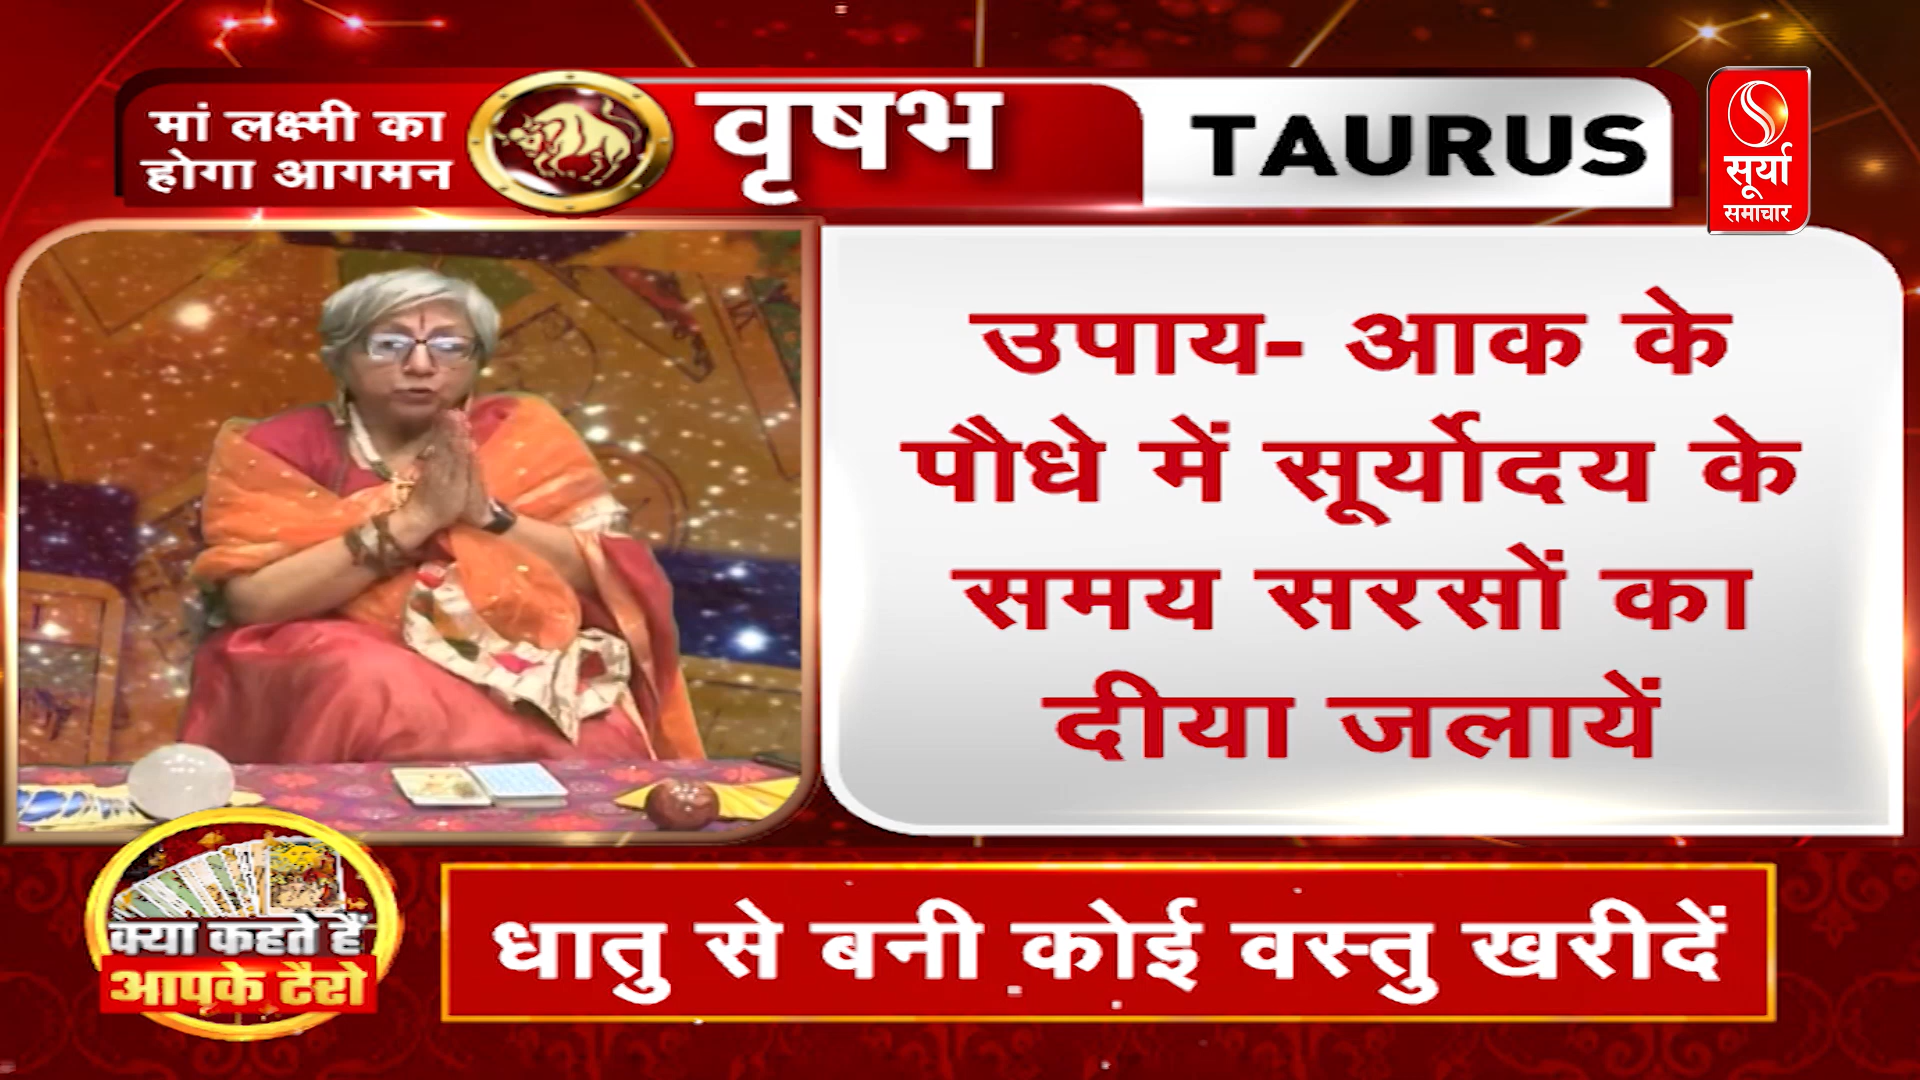 मां लक्ष्मी का
होगा आगमन
वृषभ
TAURUS
सूर्या
समाचार
उपाय- आक के
पौधे में सूर्योदय के
समय सरसों का
दीया जलायें
क्या कहते हैं
आपके टैरो
धातु से बनी कोई वस्तु खरीदें